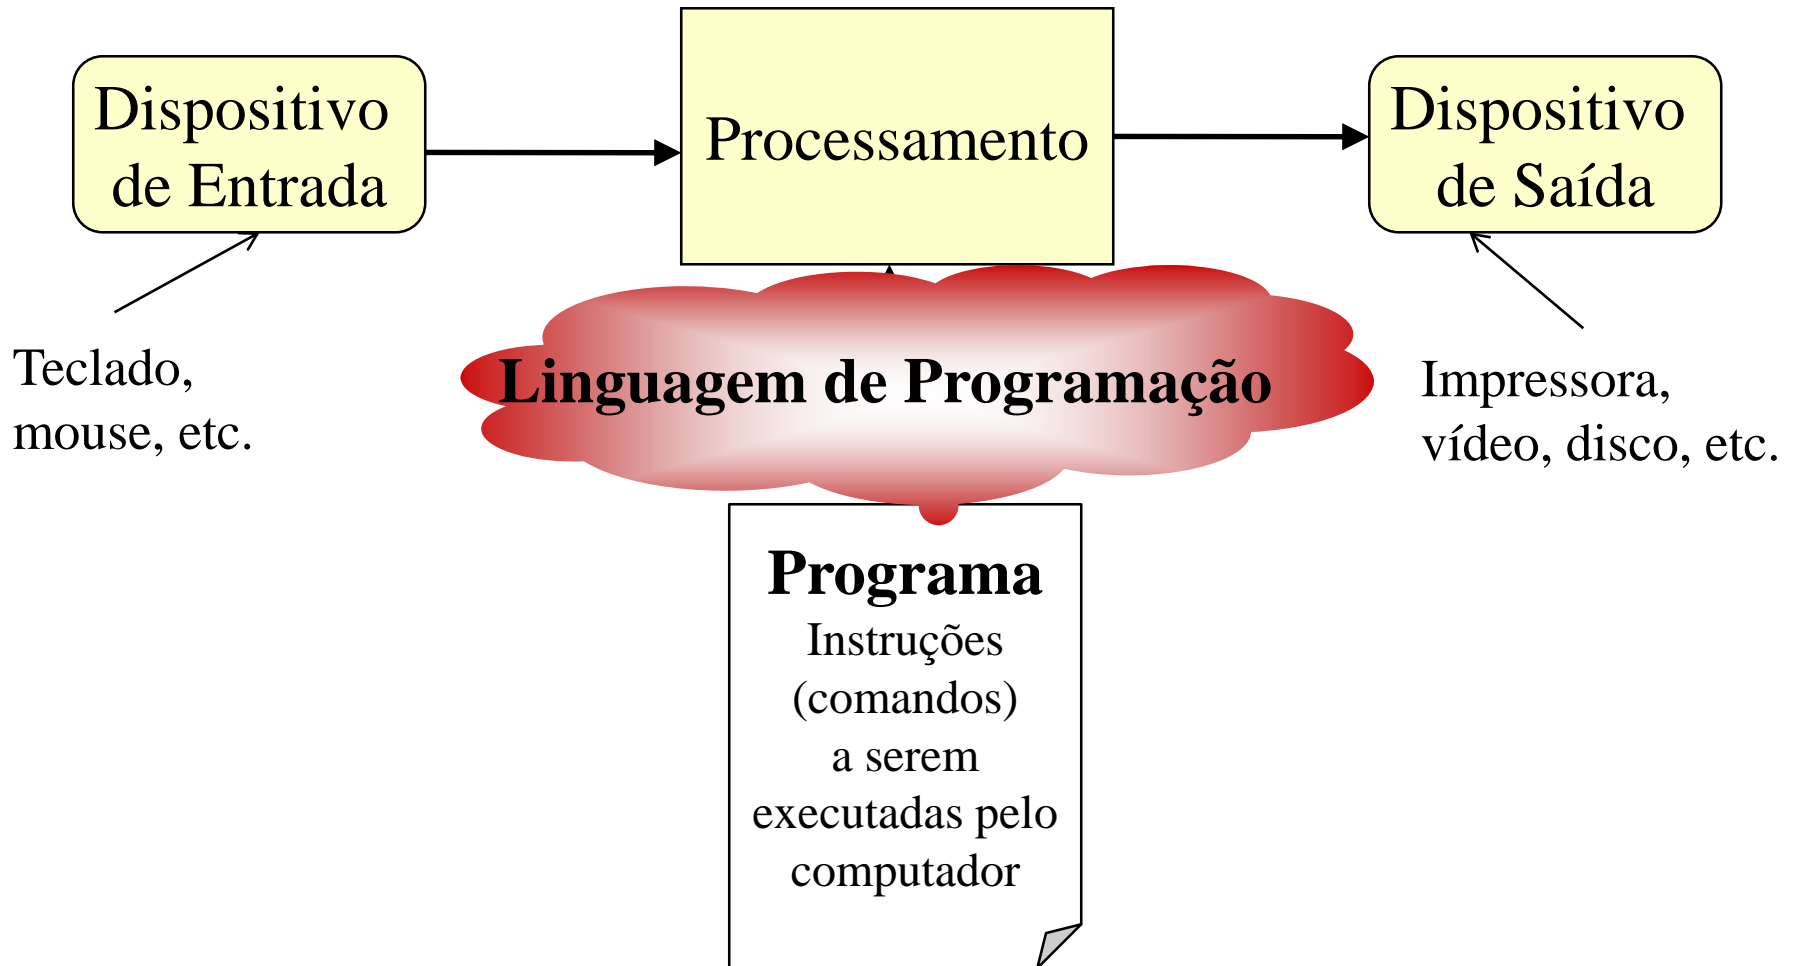 Dispositivo
de Entrada
Processamento
Dispositivo
de Saída
Teclado,
mouse, etc.
Linguagem de Programação
Impressora,
vídeo, disco, etc.
Programa
Instruções
(comandos)
a serem
executadas pelo
computador